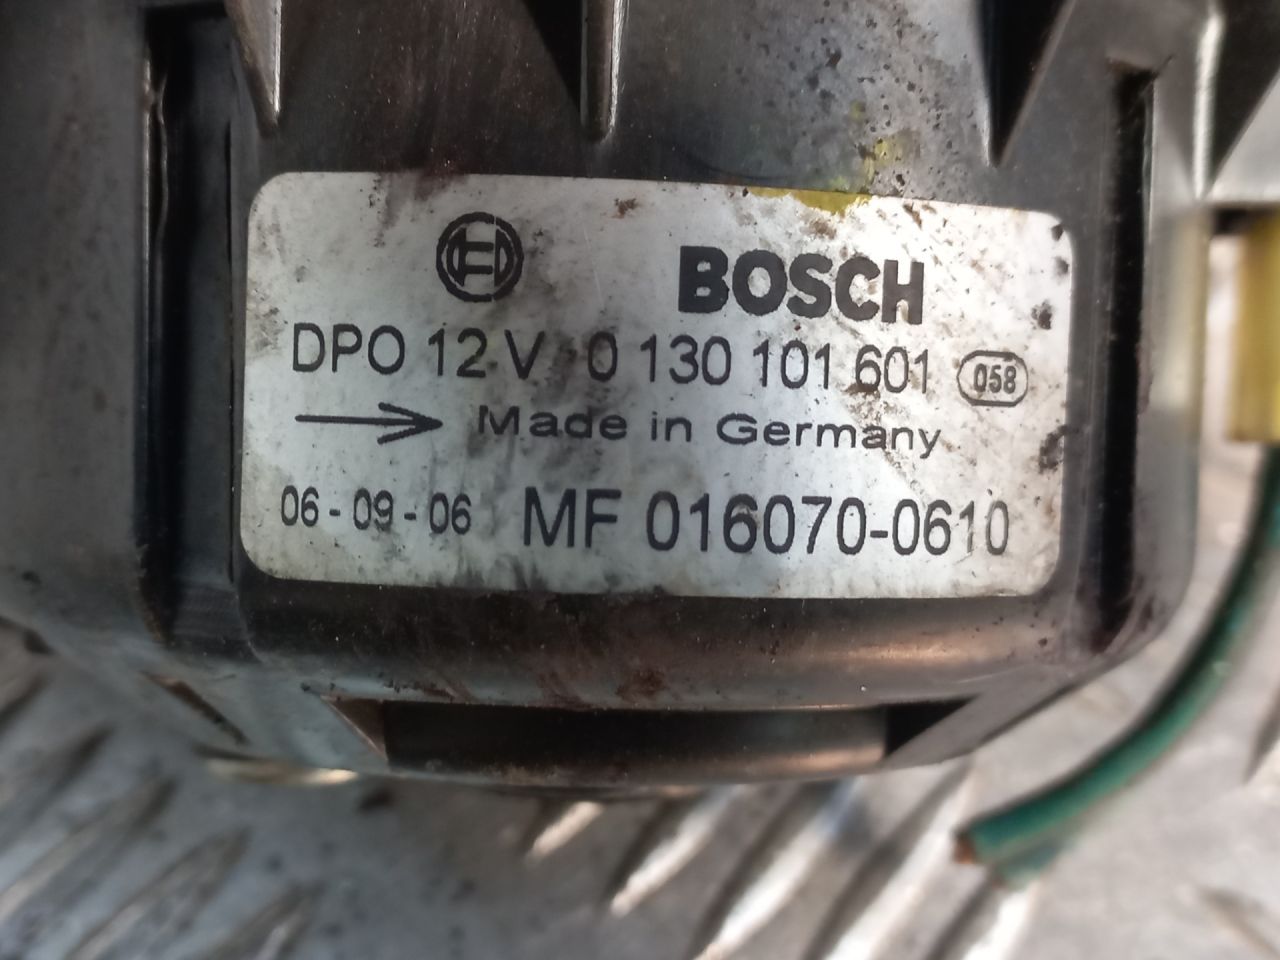 BOSCH
DPO 12 V 0 130 101 601 058
Made in Germany
06-09-06 MF 016070-0610